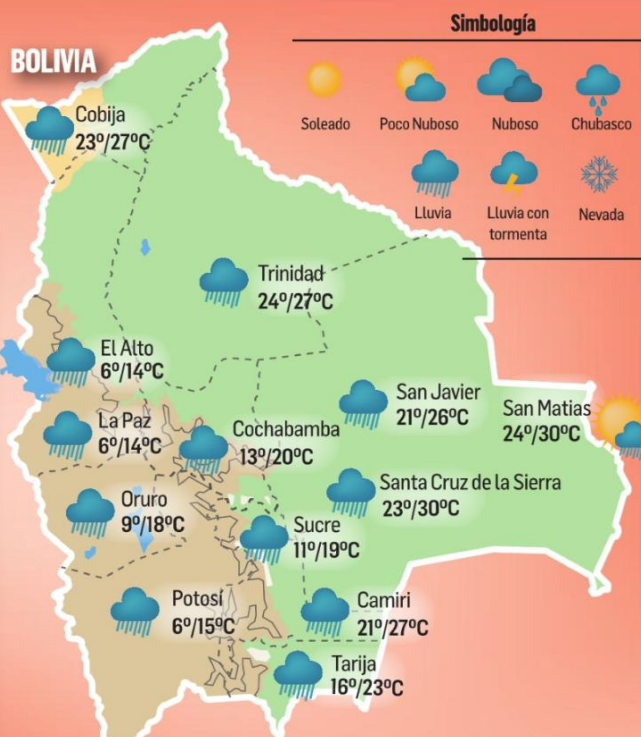 Simbología
BOLIVIA
Soleado
Poco Nuboso
Nuboso
Chubasco
Lluvia
Lluvia con
tormenta
Nevada
Cobija
23º/27ºC
Trinidad
24º/27ºC
El Alto
6º/14ºC
La Paz
6º/14ºC
Cochabamba
13º/20ºC
San Javier
21º/26ºC
San Matias
24º/30ºC
Santa Cruz de la Sierra
23º/30ºC
Oruro
9º/18ºC
Sucre
11º/19ºC
Potosí
6º/15ºC
Camiri
21º/27ºC
Tarija
16º/23ºC